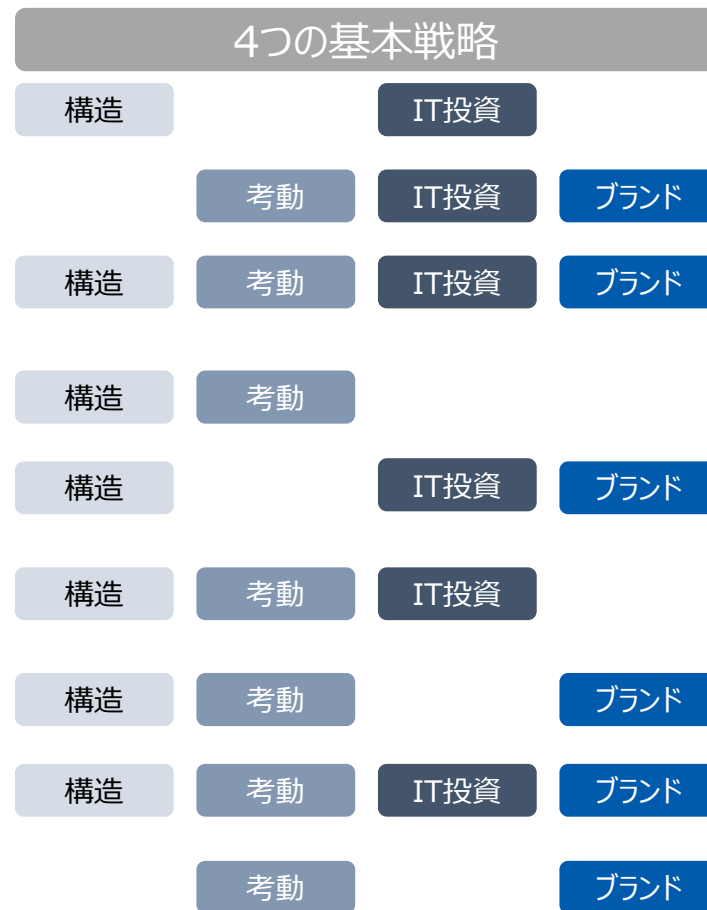 4つの基本戦略
構造 IT投資
考動 IT投資 ブランド
構造 考動 IT投資 ブランド
構造 考動
構造 IT投資 ブランド
構造 考動 IT投資
構造 考動 ブランド
構造 考動 IT投資 ブランド
考動 ブランド